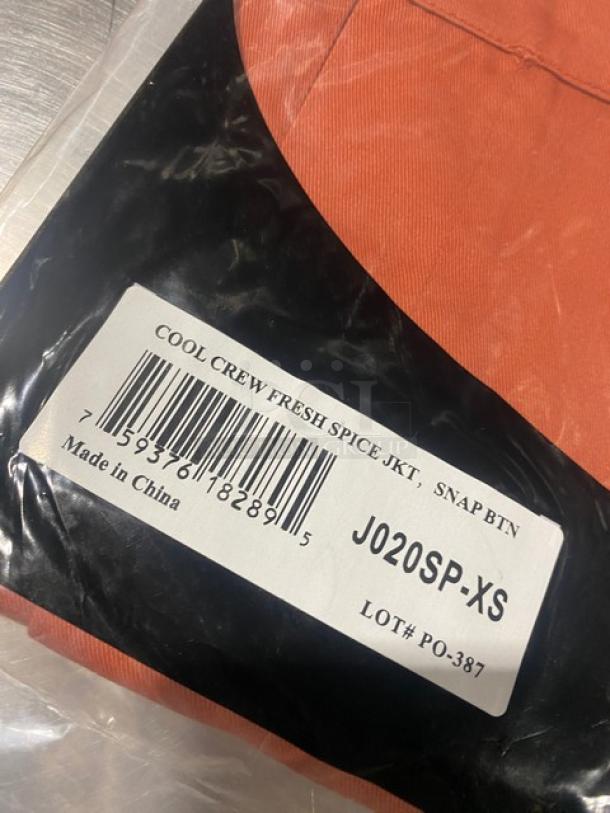 COOL CREW FRESH SPICE JKT, SNAP BTN
7 59376 18289 5
Made in China
J020SP-XS
LOT# PO-387